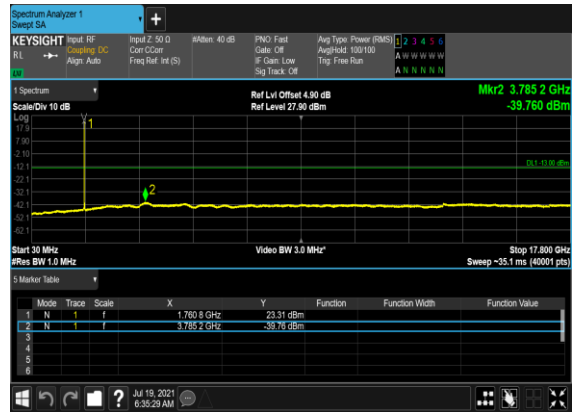 Spectrum Analyzer 1
Swept SA
+
KEYSIGHT Input: RF Input Z: 50 Ω #Atten: 40 dB PNO: Fast Avg Type: Power (RMS) 1 2 3 4 5 6
RL Coupling: DC Corr CCorr Gate: Off Avg|Hold: 100/100 A W W W W W
Align: Auto Freq Ref: Int (S) IF Gain: Low Trig: Free Run A N N N N N
Sig Track: Off
1 Spectrum Ref Lvl Offset 4.90 dB Mkr2 3.785 2 GHz
Scale/Div 10 dB Ref Level 27.90 dBm -39.760 dBm
Log
17.9
7.90
-2.10
-12.1
-22.1
-32.1
-42.1
-52.1
-62.1
1
2
DL1 -13.00 dBm
Start 30 MHz Video BW 3.0 MHz* Stop 17.800 GHz
#Res BW 1.0 MHz Sweep ~35.1 ms (40001 pts)
5 Marker Table
Mode Trace Scale X Y Function Function Width Function Value
1 N 1 f 1.760 8 GHz 23.31 dBm
2 N 1 f 3.785 2 GHz -39.76 dBm
3
4
5
6
? Jul 19, 2021
6:35:29 AM